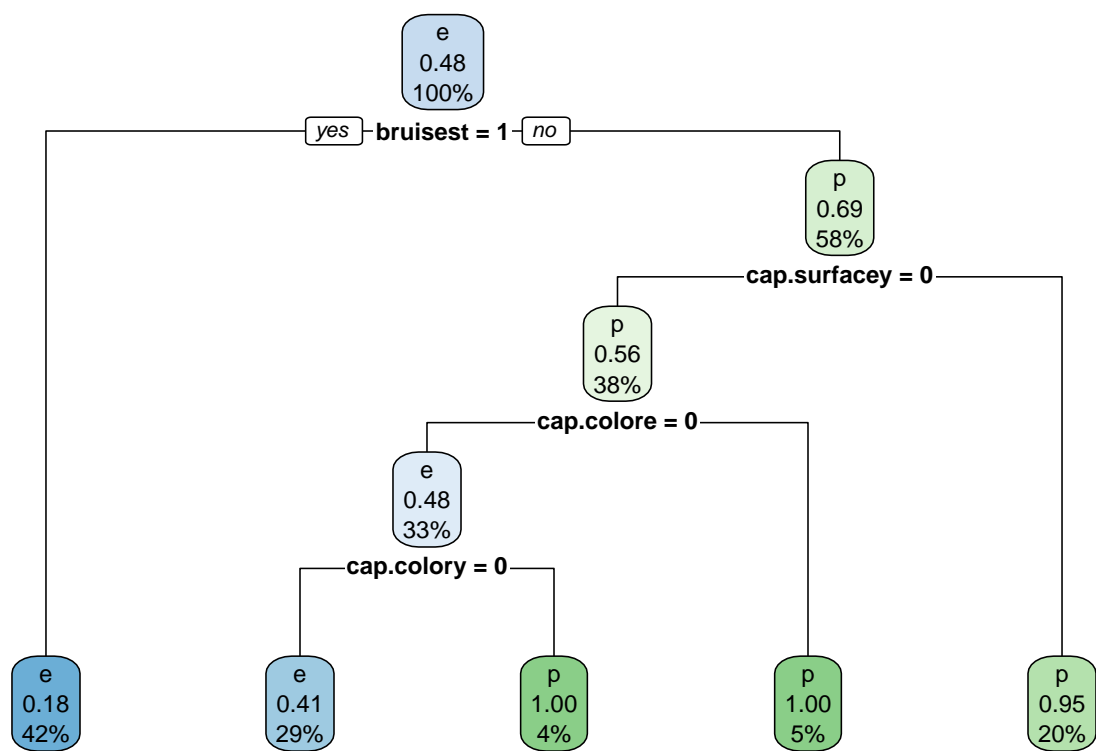 e
0.48
100%
yes bruisest = 1 no
p
0.69
58%
cap.surfacey = 0
p
0.56
38%
cap.colore = 0
e
0.48
33%
cap.colory = 0
e
0.18
42%
e
0.41
29%
p
1.00
4%
p
1.00
5%
p
0.95
20%